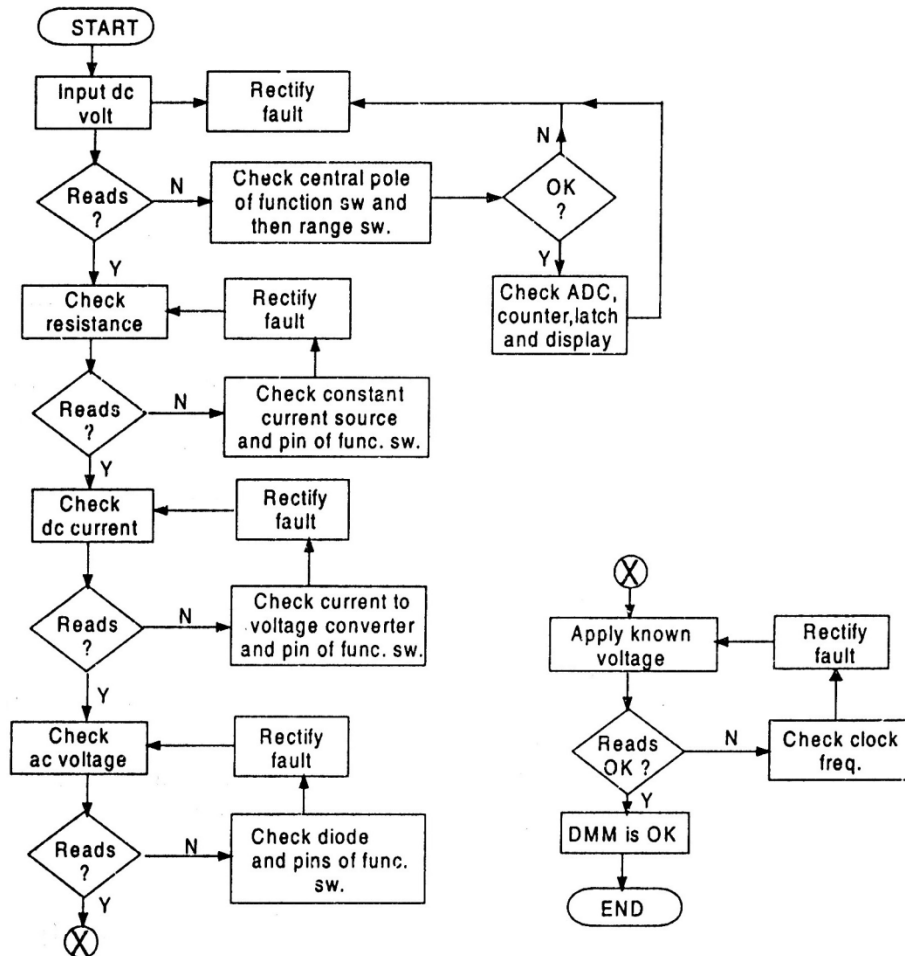 START
Input dc
volt
Rectify
fault
Reads
?
N
Check central pole
of function sw and
then range sw.
N
OK
?
Y
Y
Check ADC,
counter,latch
and display
Check
resistance
Rectify
fault
Reads
?
N
Check constant
current source
and pin of func. sw.
Y
Check
dc current
Rectify
fault
Reads
?
N
Check current to
voltage converter
and pin of func. sw.
Y
Check
ac voltage
Rectify
fault
Reads
?
N
Check diode
and pins of func.
sw.
Y
X
X
Apply known
voltage
Rectify
fault
Reads
OK ?
N
Check clock
freq.
Y
DMM is OK
END